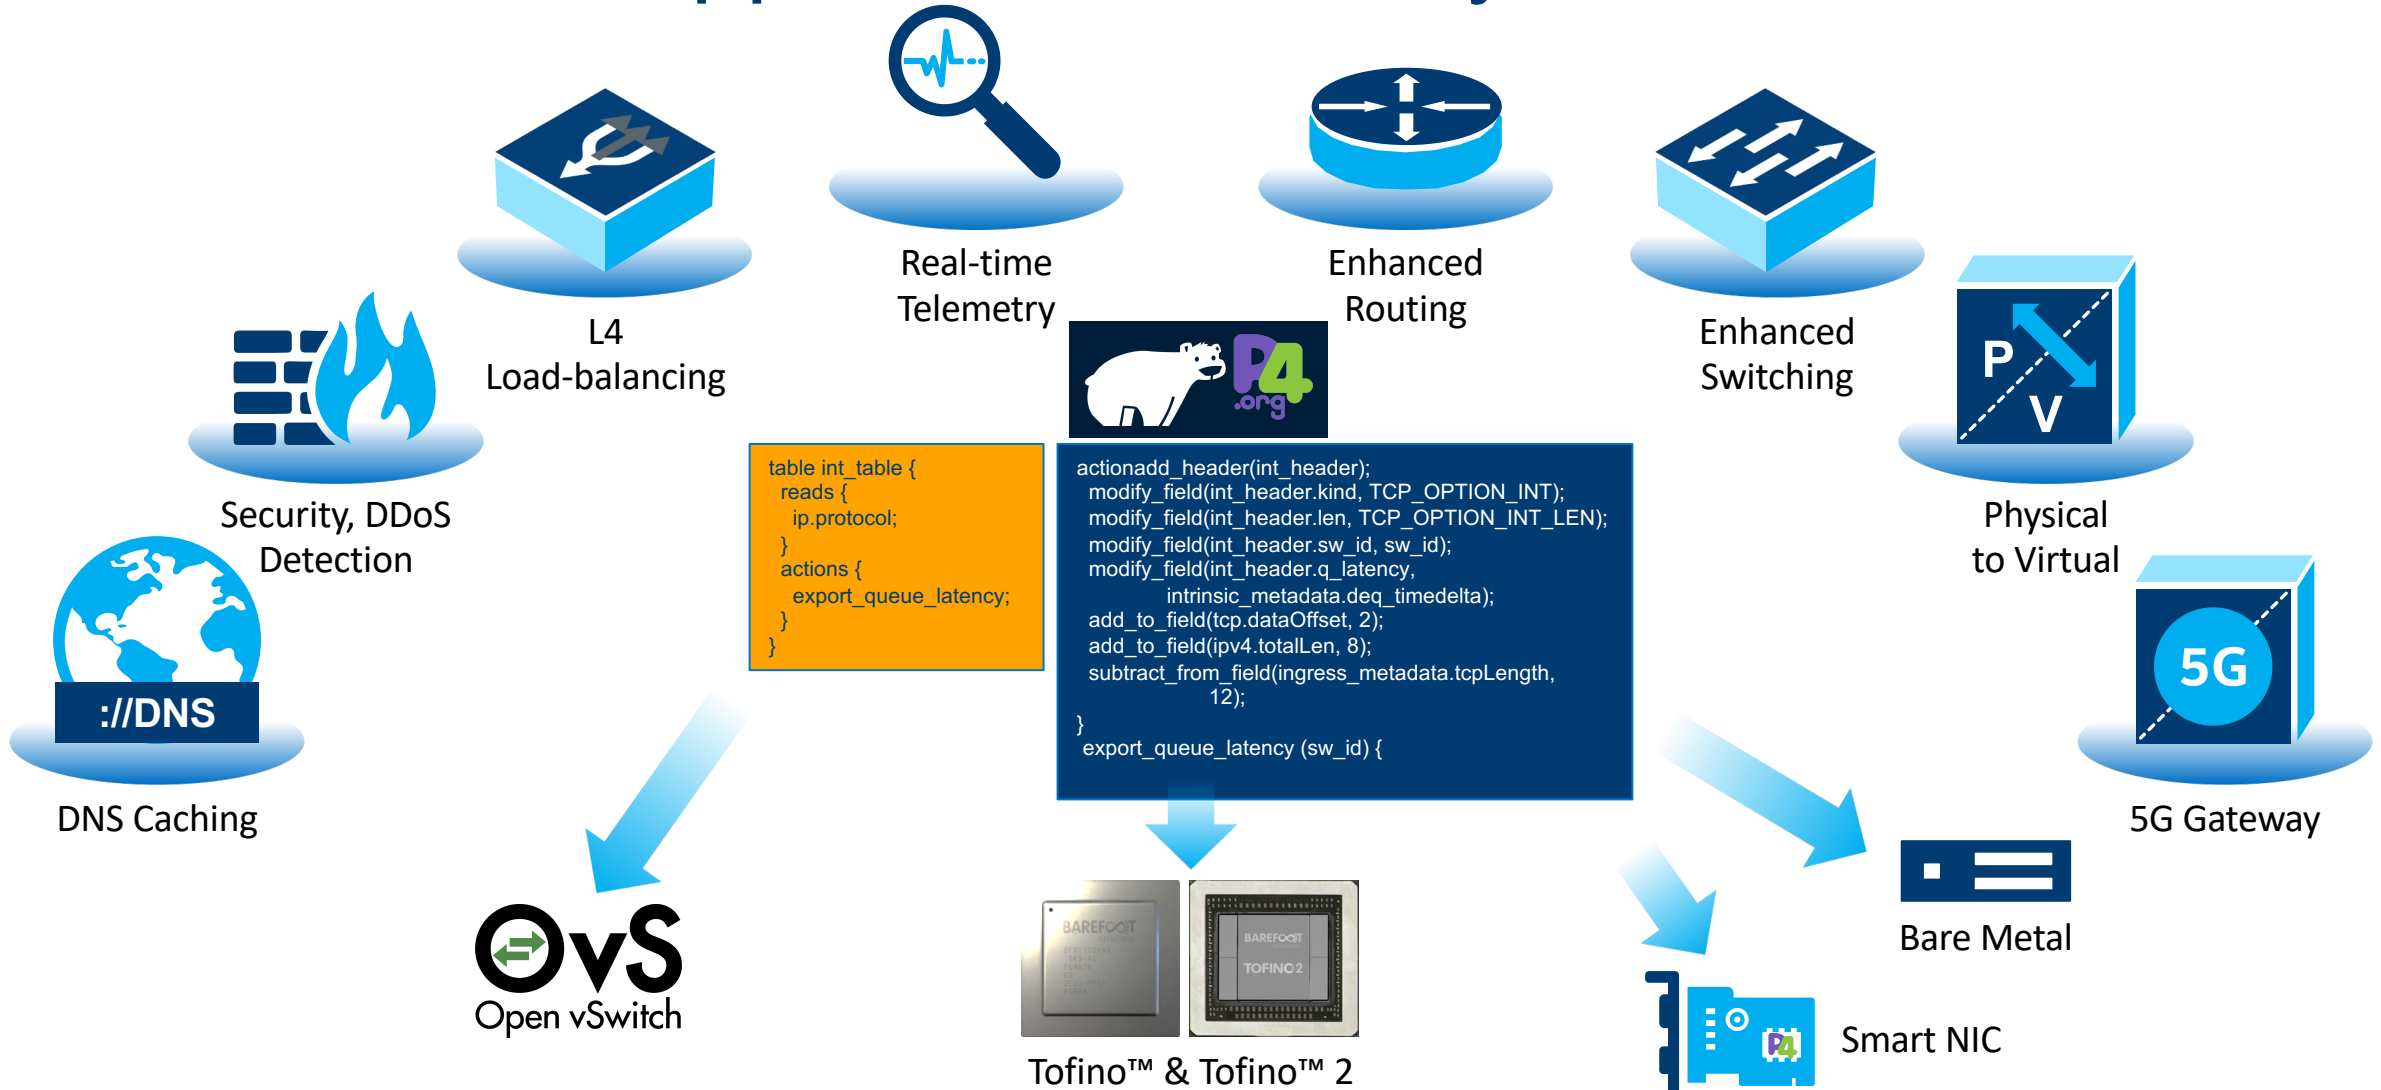 Real-time
Telemetry
Enhanced
Routing
L4
Load-balancing
Enhanced
Switching
P
V
Physical
to Virtual
Security, DDoS
Detection
P4
.org
table int_table {
reads {
ip.protocol;
}
actions {
export_queue_latency;
}
}
actionadd_header(int_header);
modify_field(int_header.kind, TCP_OPTION_INT);
modify_field(int_header.len, TCP_OPTION_INT_LEN);
modify_field(int_header.sw_id, sw_id);
modify_field(int_header.q_latency,
intrinsic_metadata.deq_timedelta);
add_to_field(tcp.dataOffset, 2);
add_to_field(ipv4.totalLen, 8);
subtract_from_field(ingress_metadata.tcpLength,
12);
}
export_queue_latency (sw_id) {
://DNS
DNS Caching
5G
5G Gateway
OvS
Open vSwitch
BAREFOOT
BAREFOOT
TOFINO 2
Tofino™ & Tofino™ 2
Bare Metal
P4
Smart NIC